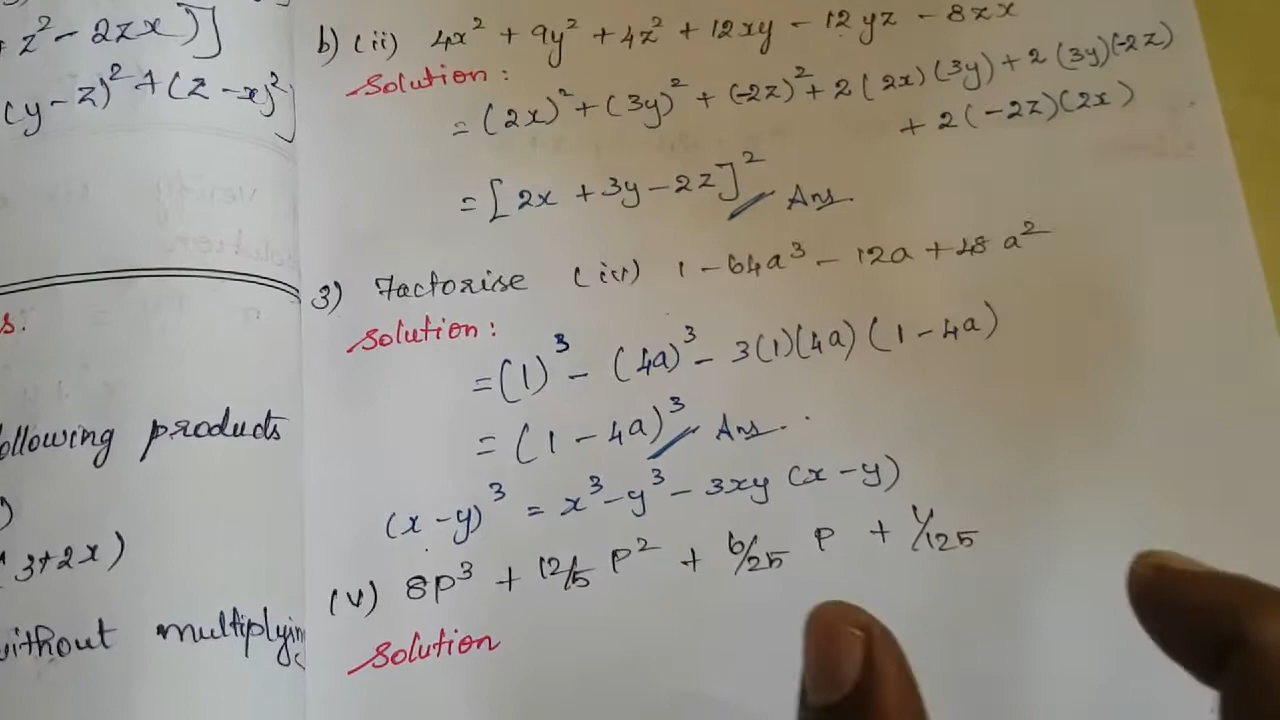 z² - 2zx)]
(y-z)² + (z-x)²]
s.
ollowing products
)
(3+2x)
without multiplying
b) (ii) 4x² + 9y² + 4z² + 12xy - 12yz - 8zx
Solution :
= (2x)² + (3y)² + (-2z)² + 2(2x)(3y) + 2(3y)(-2z)
+ 2(-2z)(2x)
= [2x + 3y - 2z]² Ans.
3) Factorise (iv) 1 - 64a³ - 12a + 48a²
Solution :
= (1)³ - (4a)³ - 3(1)(4a)(1 - 4a)
= (1 - 4a)³ Ans.
(x-y)³ = x³ - y³ - 3xy (x-y)
(v) 8p³ + 12/5 p² + 6/25 p + 1/125
Solution